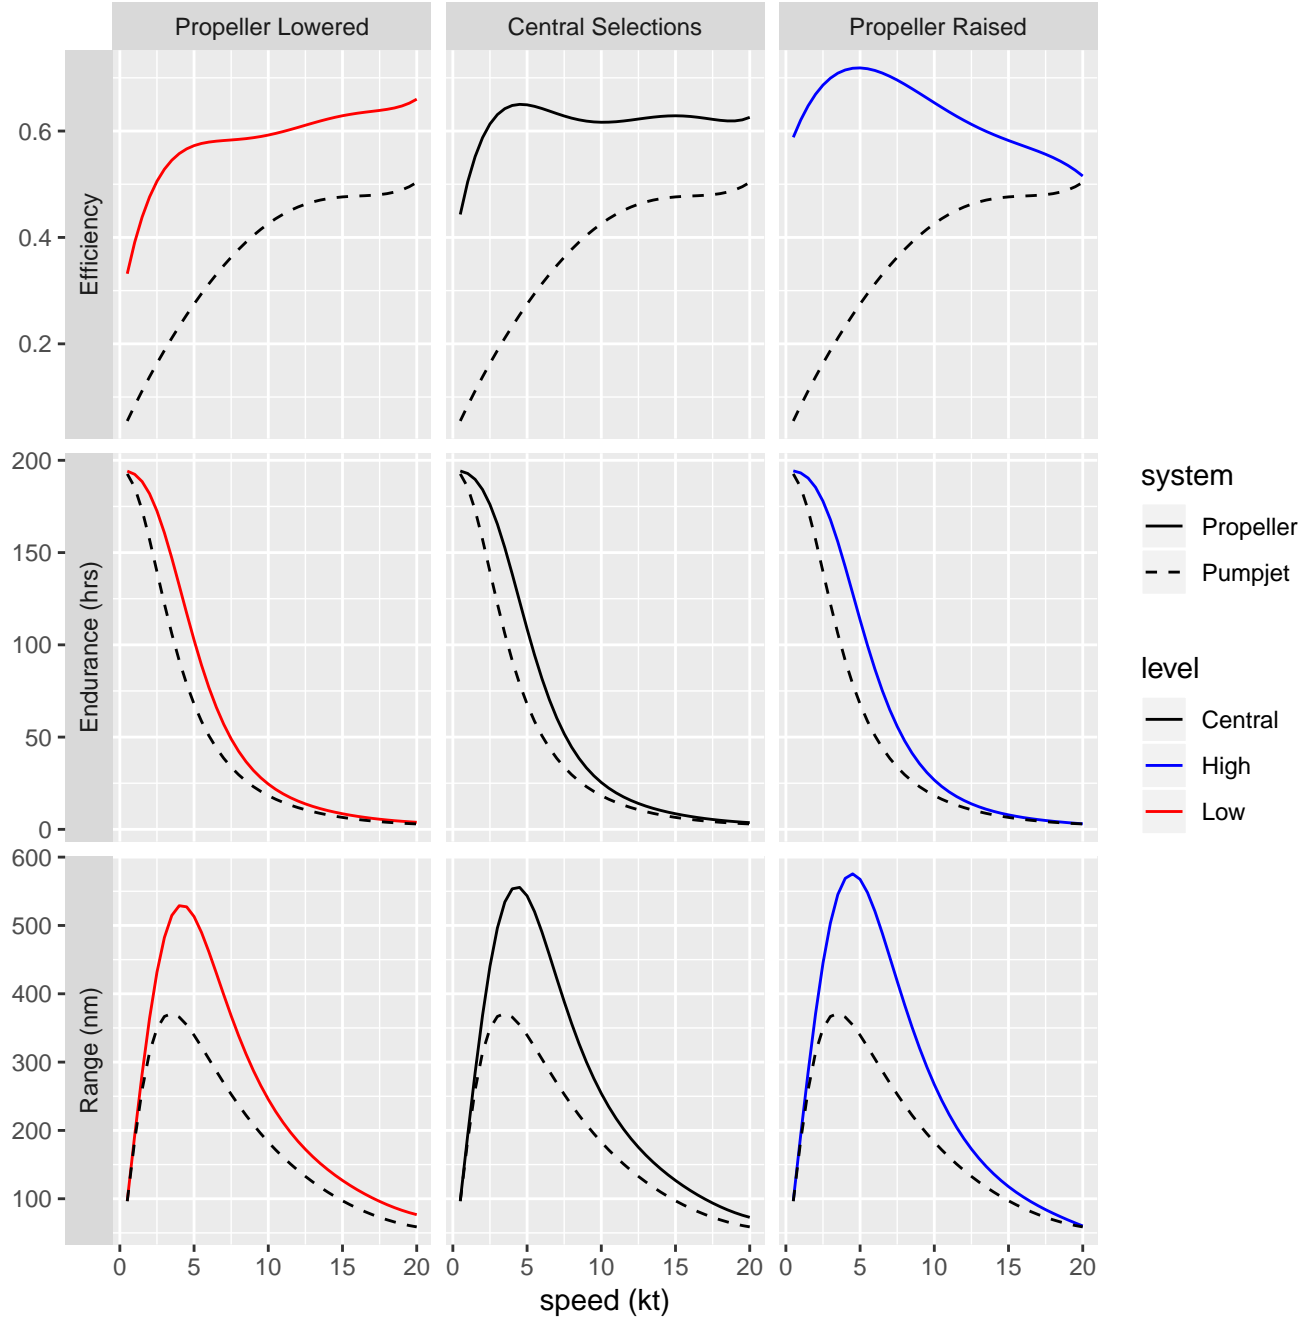 Propeller Lowered
Central Selections
Propeller Raised
Efficiency
0.6
0.4
0.2
Endurance (hrs)
200
150
100
50
0
Range (nm)
600
500
400
300
200
100
0 5 10 15 20
0 5 10 15 20
0 5 10 15 20
speed (kt)
system
Propeller
Pumpjet
level
Central
High
Low